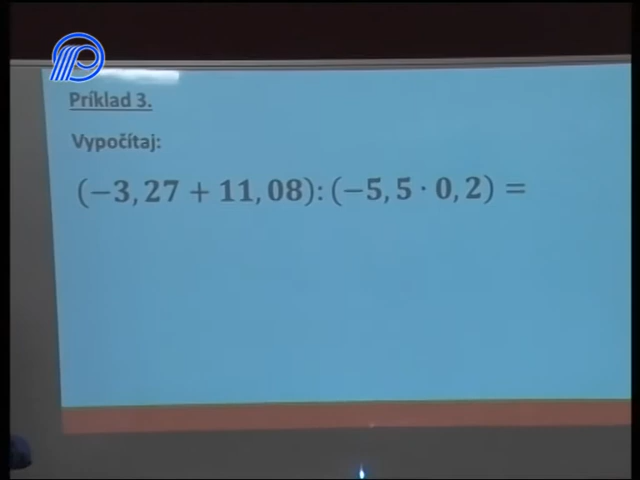 Príklad 3.
Vypočítaj:
(−3,27 + 11,08):(−5,5 · 0,2) =